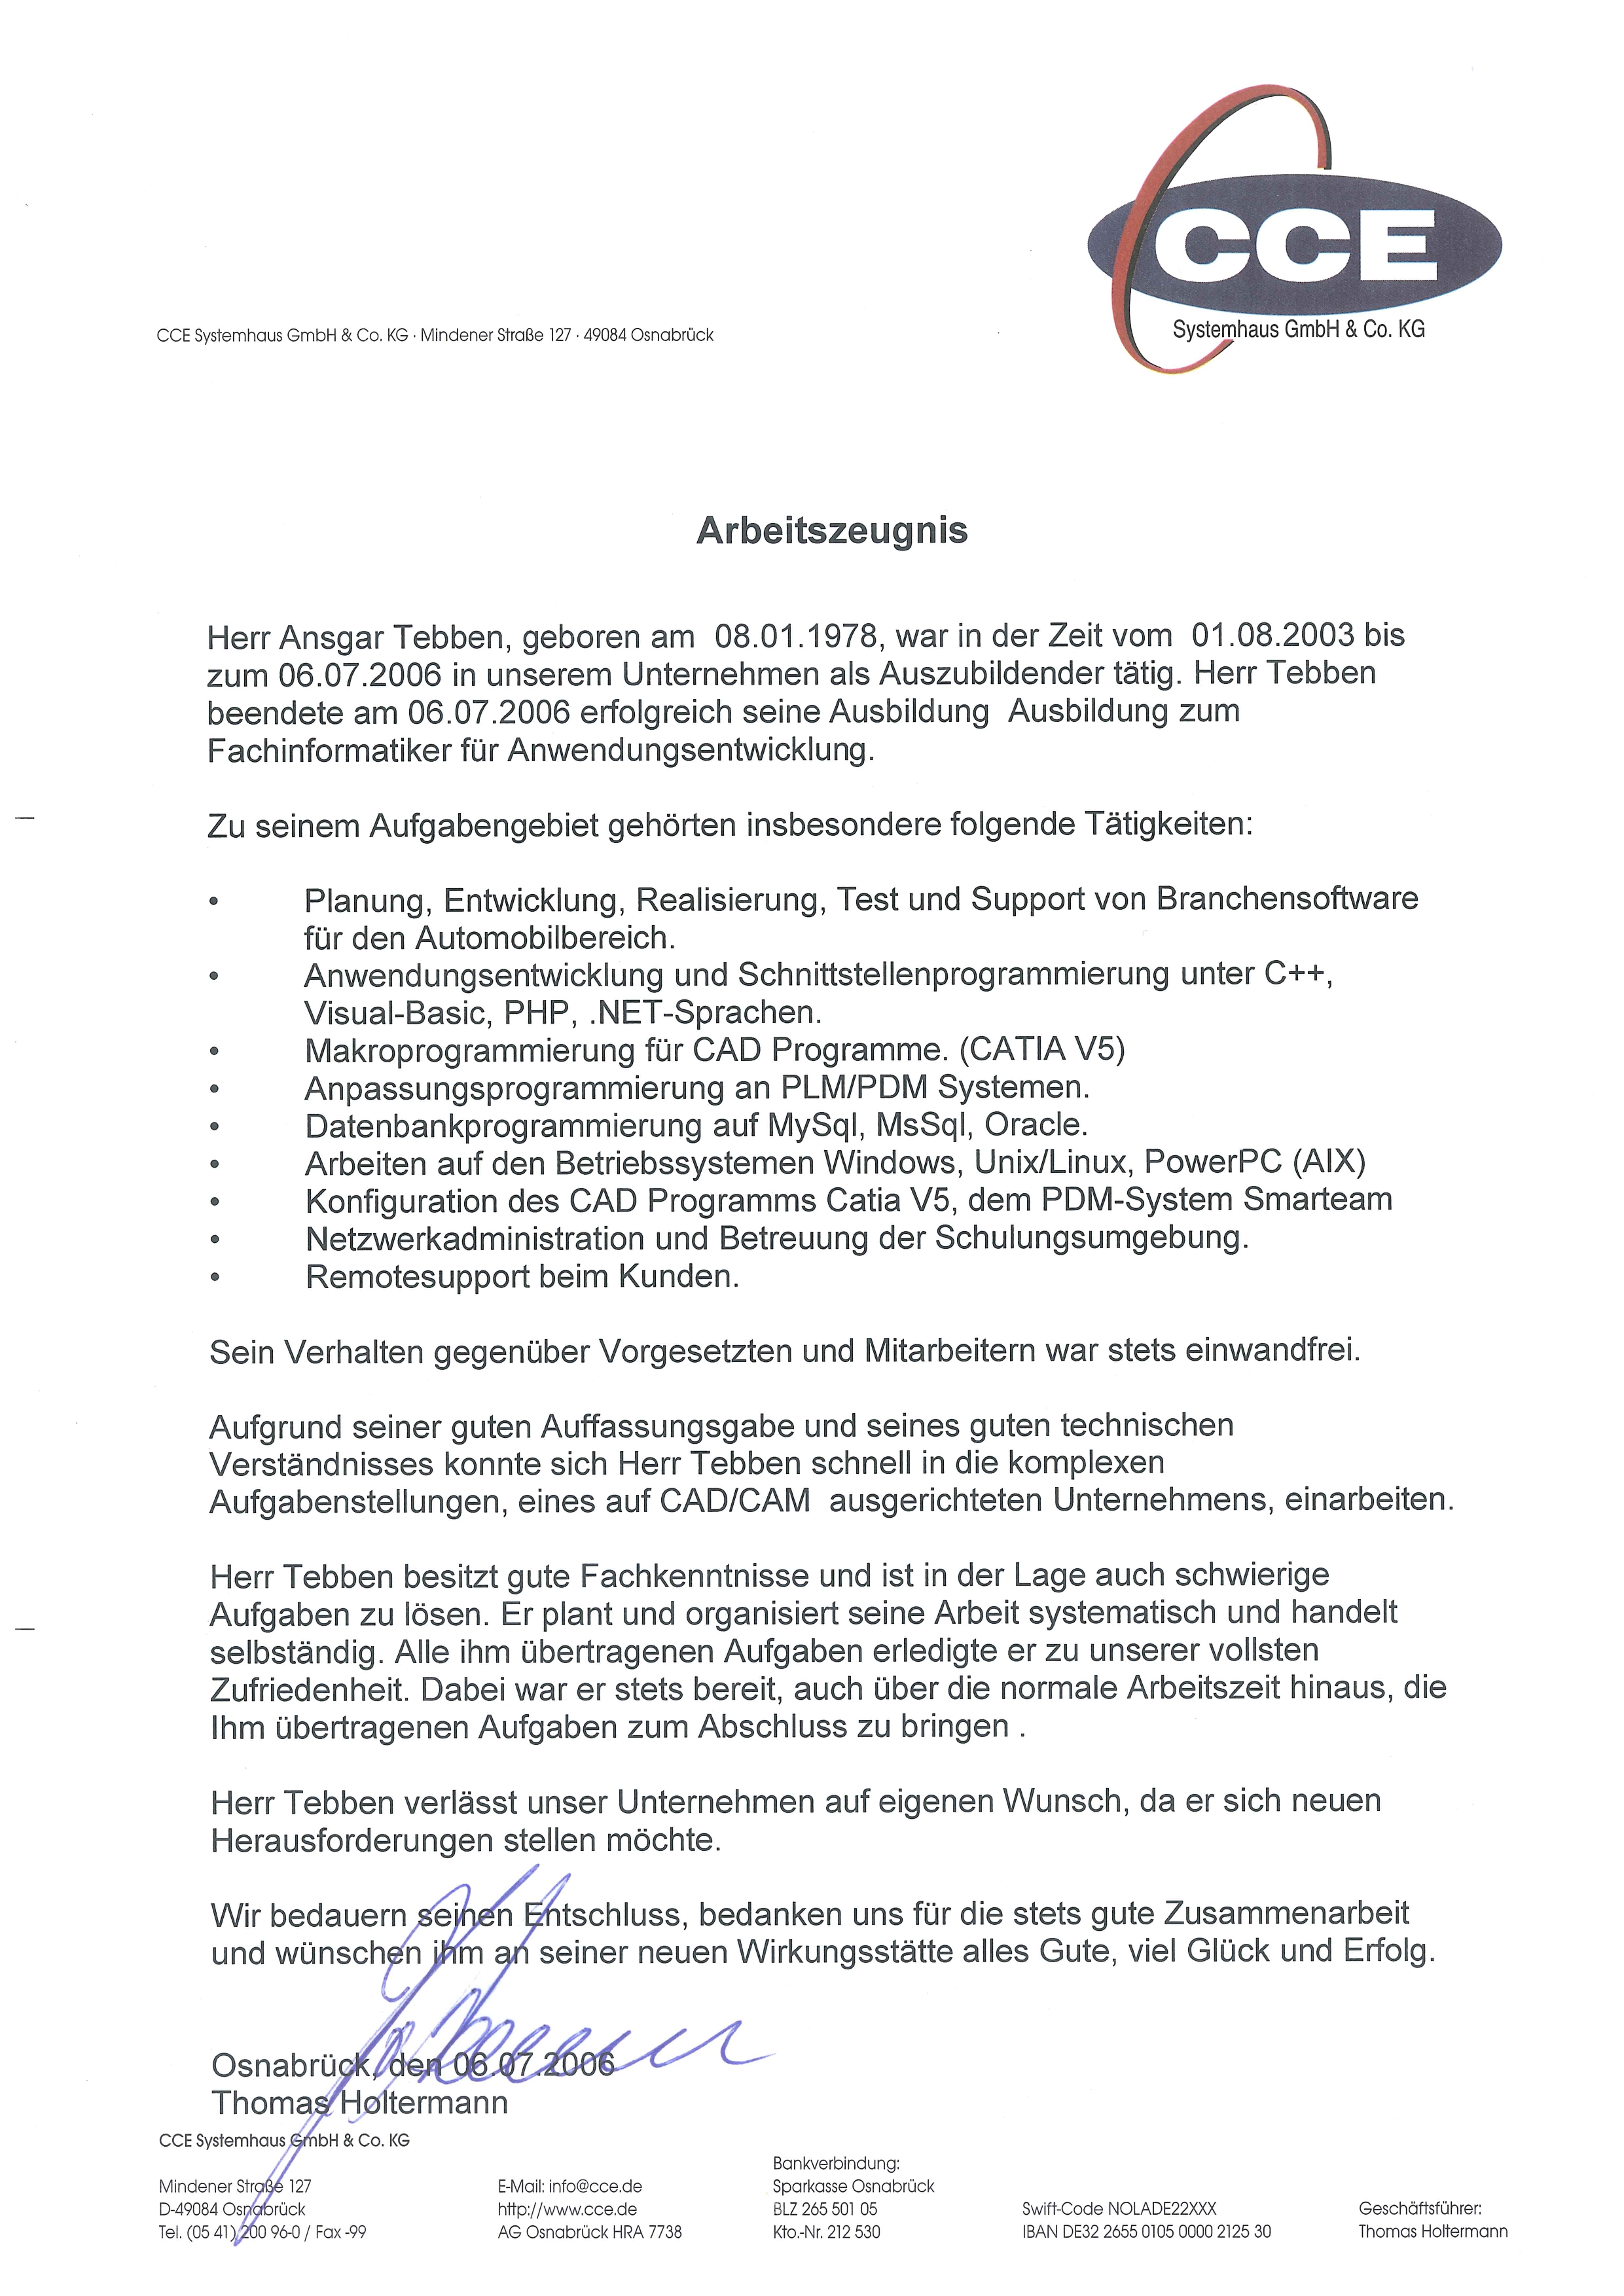 CCE
Systemhaus GmbH & Co. KG
CCE Systemhaus GmbH & Co. KG · Mindener Straße 127 · 49084 Osnabrück
Arbeitszeugnis
Herr Ansgar Tebben, geboren am 08.01.1978, war in der Zeit vom 01.08.2003 bis
zum 06.07.2006 in unserem Unternehmen als Auszubildender tätig. Herr Tebben
beendete am 06.07.2006 erfolgreich seine Ausbildung Ausbildung zum
Fachinformatiker für Anwendungsentwicklung.
Zu seinem Aufgabengebiet gehörten insbesondere folgende Tätigkeiten:
• Planung, Entwicklung, Realisierung, Test und Support von Branchensoftware
für den Automobilbereich.
• Anwendungsentwicklung und Schnittstellenprogrammierung unter C++,
Visual-Basic, PHP, .NET-Sprachen.
• Makroprogrammierung für CAD Programme. (CATIA V5)
• Anpassungsprogrammierung an PLM/PDM Systemen.
• Datenbankprogrammierung auf MySql, MsSql, Oracle.
• Arbeiten auf den Betriebssystemen Windows, Unix/Linux, PowerPC (AIX)
• Konfiguration des CAD Programms Catia V5, dem PDM-System Smarteam
• Netzwerkadministration und Betreuung der Schulungsumgebung.
• Remotesupport beim Kunden.
Sein Verhalten gegenüber Vorgesetzten und Mitarbeitern war stets einwandfrei.
Aufgrund seiner guten Auffassungsgabe und seines guten technischen
Verständnisses konnte sich Herr Tebben schnell in die komplexen
Aufgabenstellungen, eines auf CAD/CAM ausgerichteten Unternehmens, einarbeiten.
Herr Tebben besitzt gute Fachkenntnisse und ist in der Lage auch schwierige
Aufgaben zu lösen. Er plant und organisiert seine Arbeit systematisch und handelt
selbständig. Alle ihm übertragenen Aufgaben erledigte er zu unserer vollsten
Zufriedenheit. Dabei war er stets bereit, auch über die normale Arbeitszeit hinaus, die
Ihm übertragenen Aufgaben zum Abschluss zu bringen .
Herr Tebben verlässt unser Unternehmen auf eigenen Wunsch, da er sich neuen
Herausforderungen stellen möchte.
Wir bedauern seinen Entschluss, bedanken uns für die stets gute Zusammenarbeit
und wünschen ihm an seiner neuen Wirkungsstätte alles Gute, viel Glück und Erfolg.
Osnabrück, den 06.07.2006
Thomas Holtermann
CCE Systemhaus GmbH & Co. KG
Mindener Straße 127
D-49084 Osnabrück
Tel. (05 41) 200 96-0 / Fax -99
E-Mail: info@cce.de
http://www.cce.de
AG Osnabrück HRA 7738
Bankverbindung:
Sparkasse Osnabrück
BLZ 265 501 05
Kto.-Nr. 212 530
Swift-Code NOLADE22XXX
IBAN DE32 2655 0105 0000 2125 30
Geschäftsführer:
Thomas Holtermann